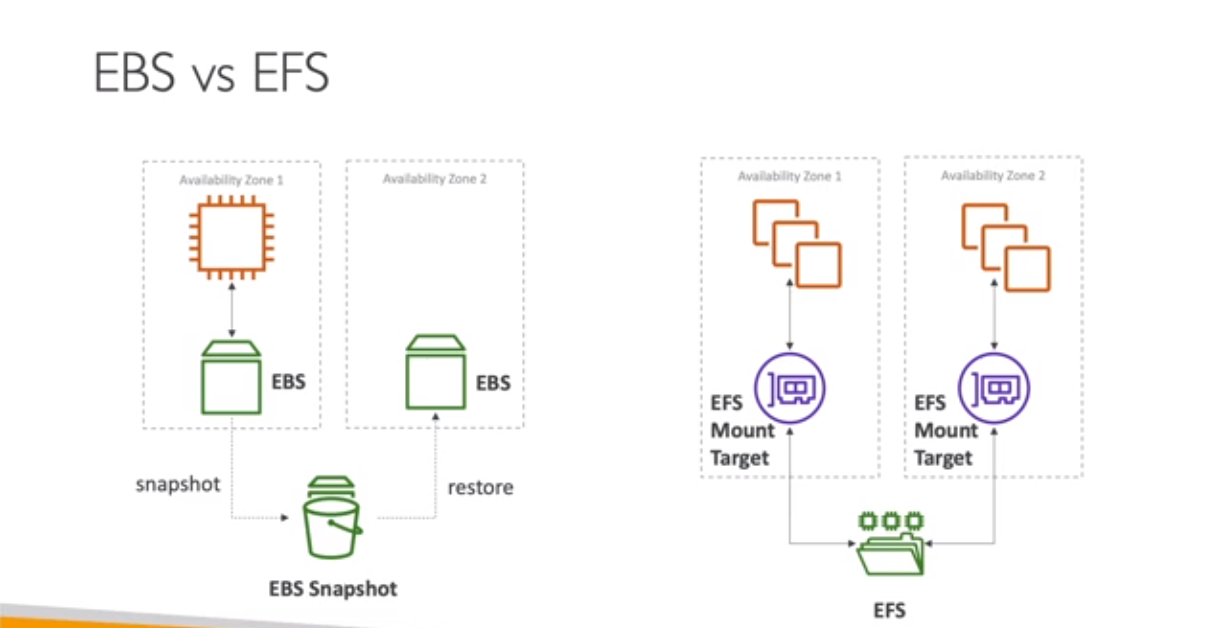 EBS vs EFS
Availability Zone 1
Availability Zone 2
EBS
EBS
snapshot
restore
EBS Snapshot
Availability Zone 1
Availability Zone 2
EFS
Mount
Target
EFS
Mount
Target
EFS